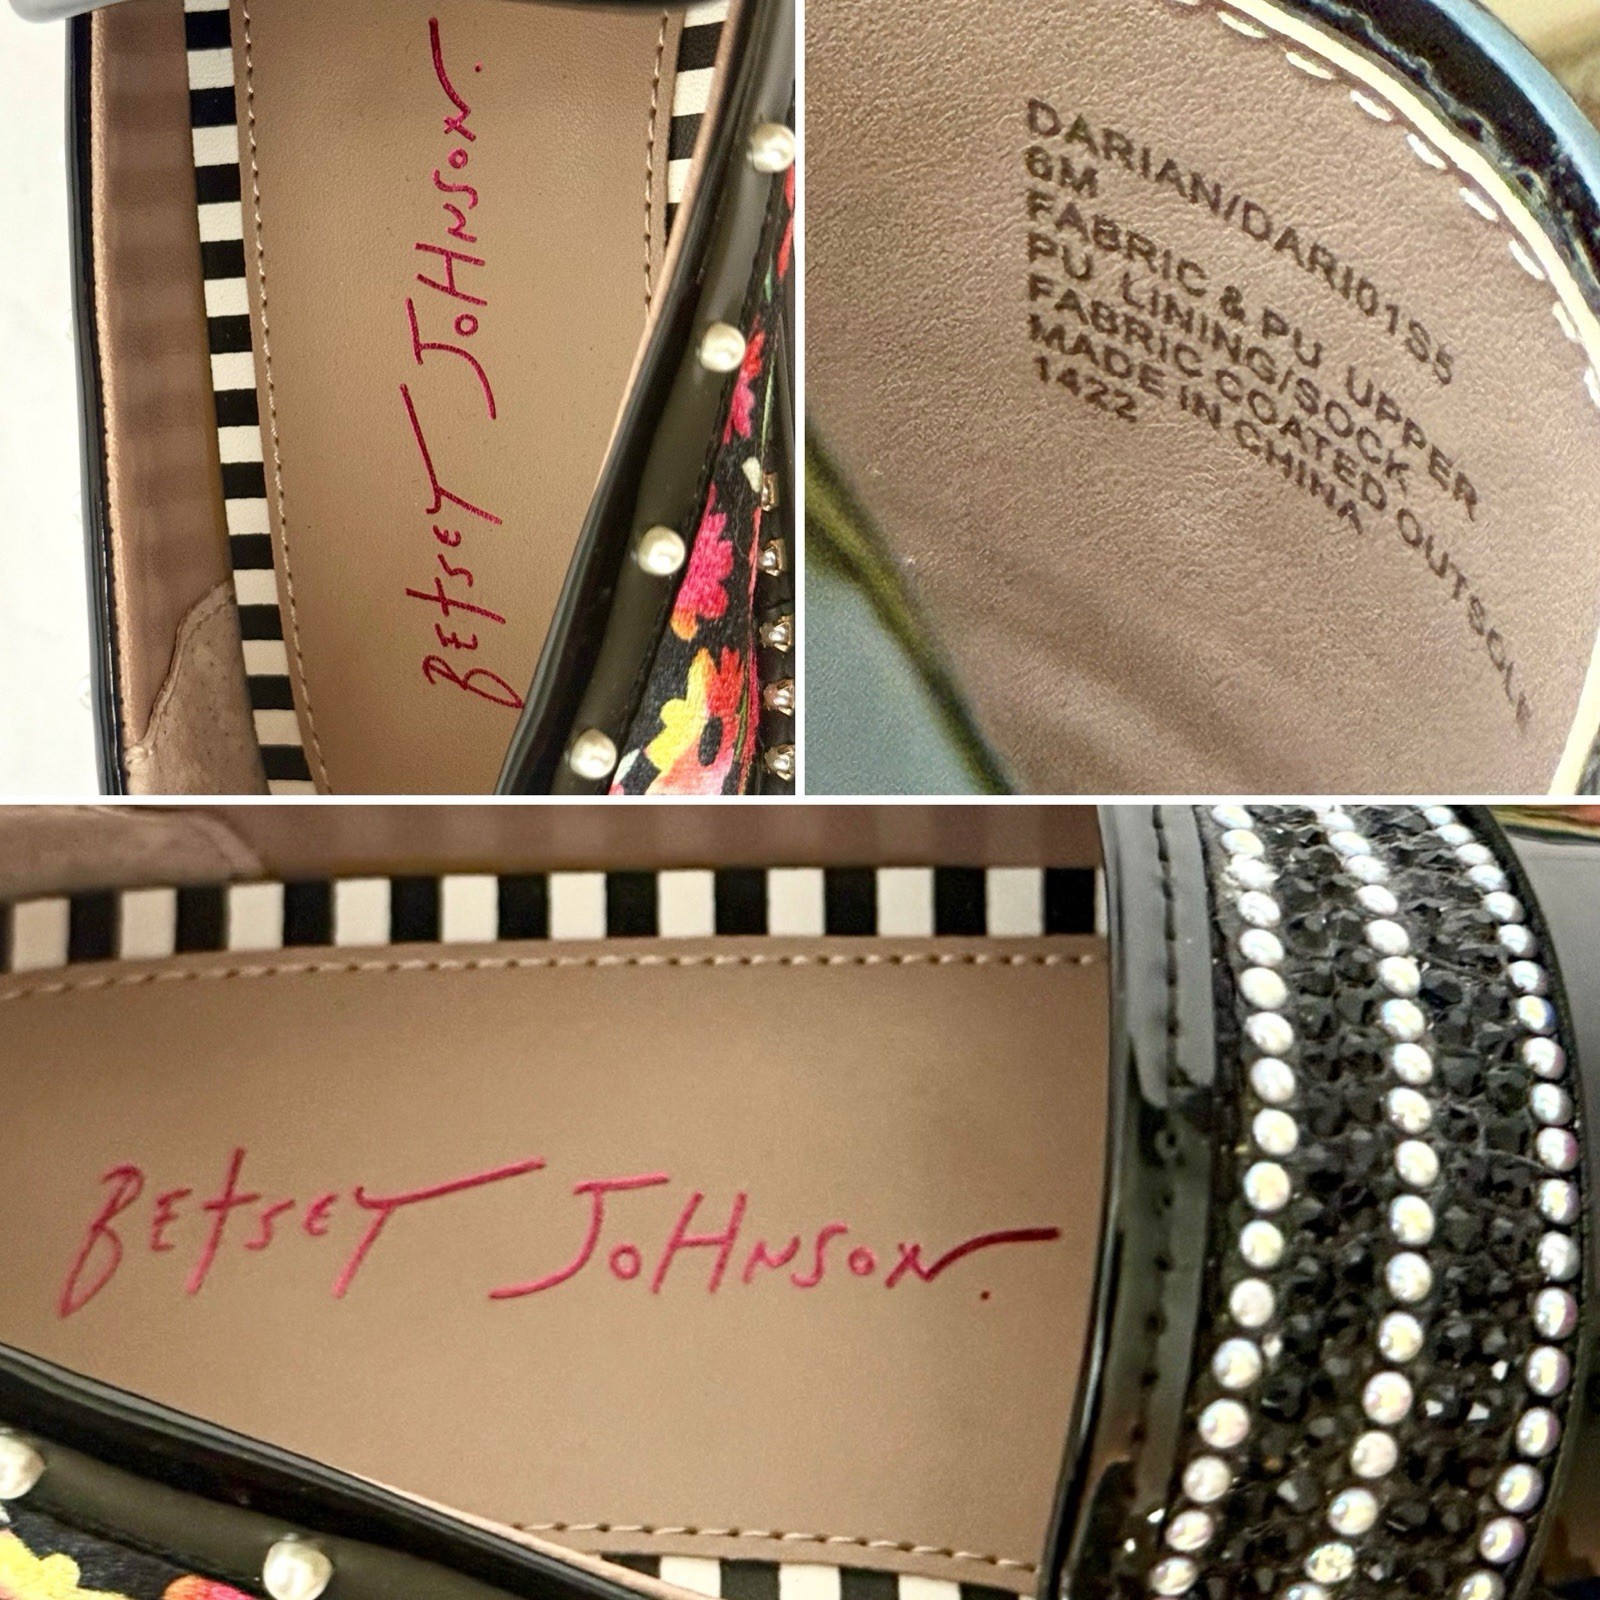 BEtSEY JoHNSoN.
DARIAN/DARI01S5
6M
FABRIC & PU UPPER
PU LINING/SOCK
FABRIC COATED OUTSOLE
MADE IN CHINA
1422
BEtSEY JoHNSoN.